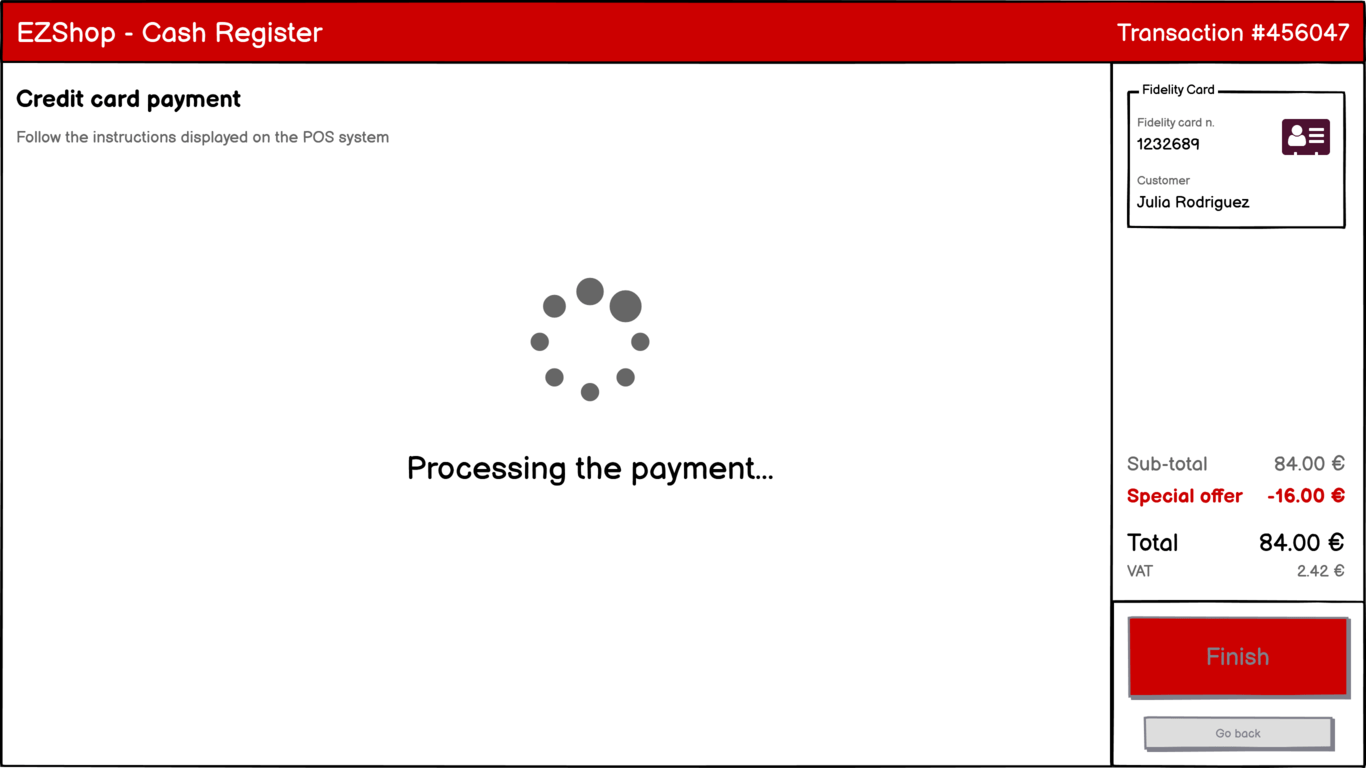 EZShop - Cash Register
Transaction #456047
Credit card payment
Follow the instructions displayed on the POS system
Processing the payment...
Fidelity Card
Fidelity card n.
1232689
Customer
Julia Rodriguez
Sub-total 84.00 €
Special offer -16.00 €
Total 84.00 €
VAT 2.42 €
Finish
Go back